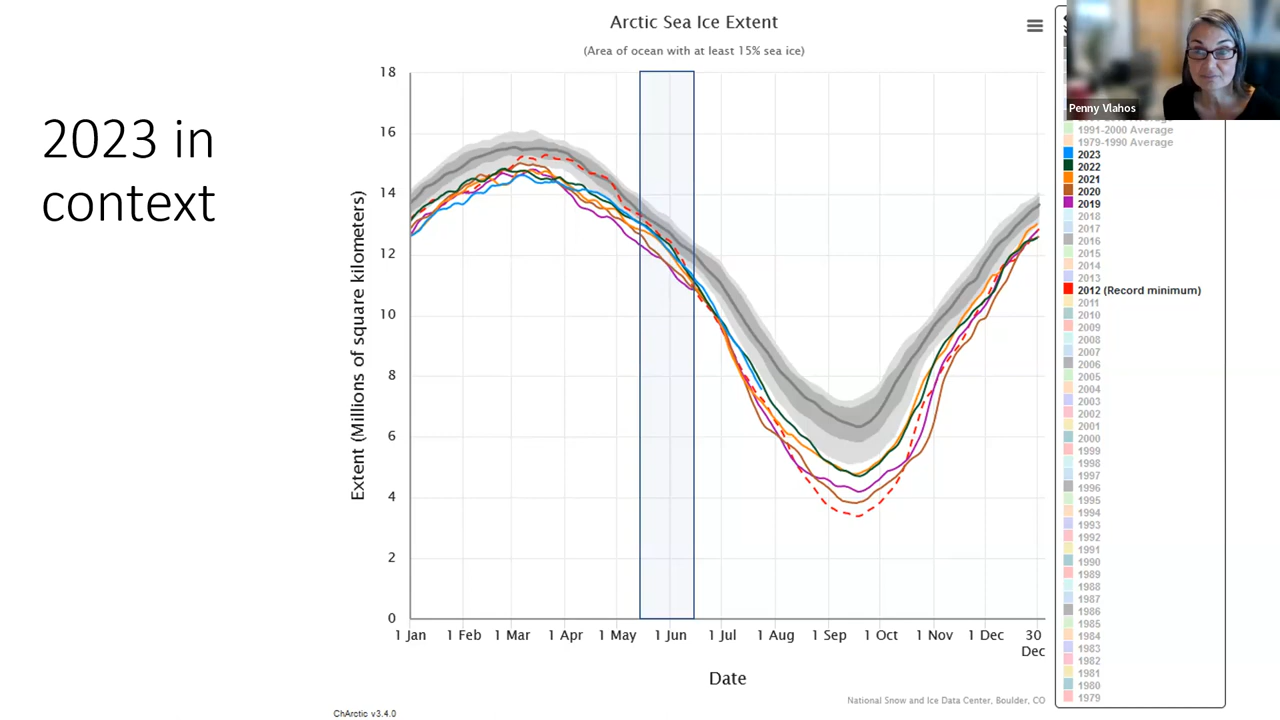 2023 in
context
Arctic Sea Ice Extent
(Area of ocean with at least 15% sea ice)
Extent (Millions of square kilometers)
18
16
14
12
10
8
6
4
2
0
1 Jan
1 Feb
1 Mar
1 Apr
1 May
1 Jun
1 Jul
1 Aug
1 Sep
1 Oct
1 Nov
1 Dec
30
Dec
Date
National Snow and Ice Data Center, Boulder, CO
ChArctic v3.4.0
Penny Vlahos
1991-2000 Average
1979-1990 Average
2023
2022
2021
2020
2019
2018
2017
2016
2015
2014
2013
2012 (Record minimum)
2011
2010
2009
2008
2007
2006
2005
2004
2003
2002
2001
2000
1999
1998
1997
1996
1995
1994
1993
1992
1991
1990
1989
1988
1987
1986
1985
1984
1983
1982
1981
1980
1979